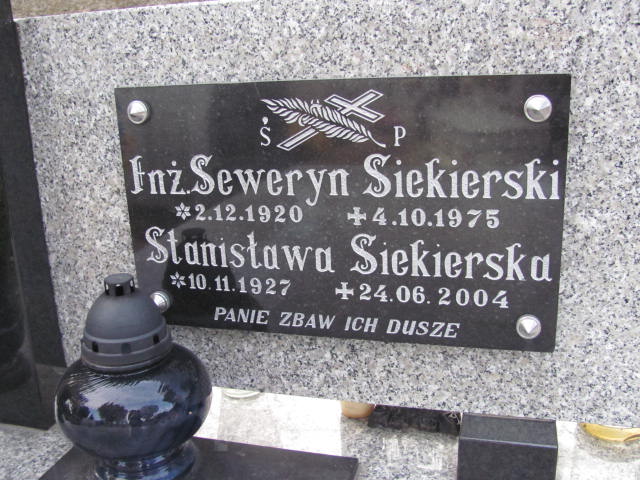 Ś P
Inż. Seweryn Siekierski
*2.12.1920 ✝4.10.1975
Stanisława Siekierska
*10.11.1927 ✝24.06.2004
PANIE ZBAW ICH DUSZE